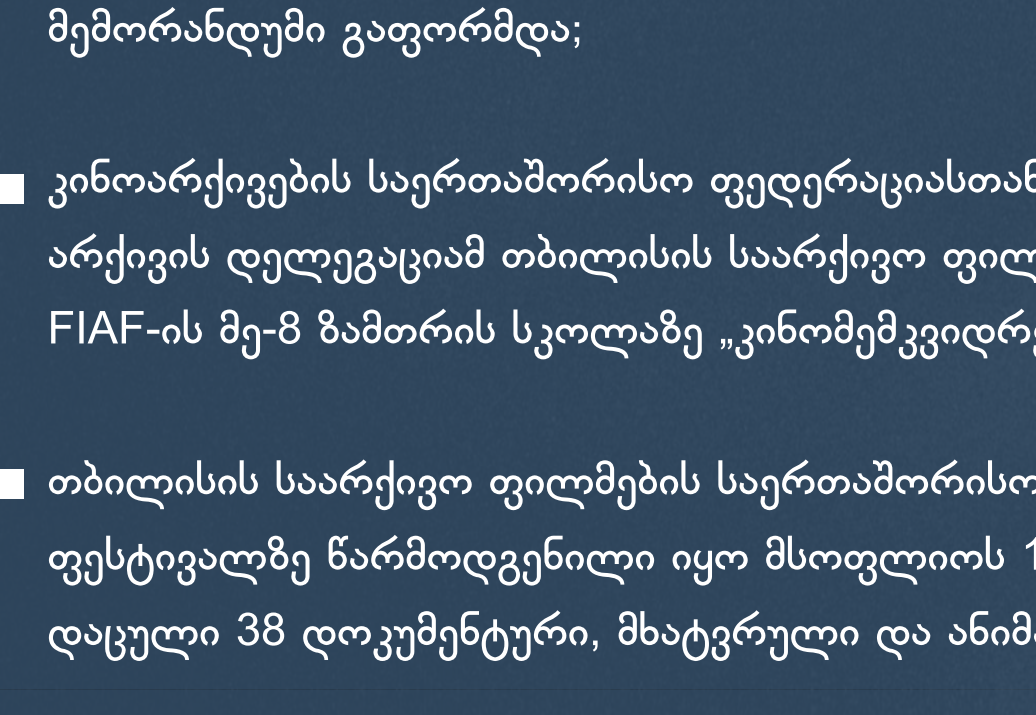 მემორანდუმი გაფორმდა;
კინოარქივების საერთაშორისო ფედერაციასთან
არქივის დელეგაციამ თბილისის საარქივო ფილ
FIAF-ის მე-8 ზამთრის სკოლაზე „კინომემკვიდრე
თბილისის საარქივო ფილმების საერთაშორისო
ფესტივალზე წარმოდგენილი იყო მსოფლიოს 1
დაცული 38 დოკუმენტური, მხატვრული და ანიმ